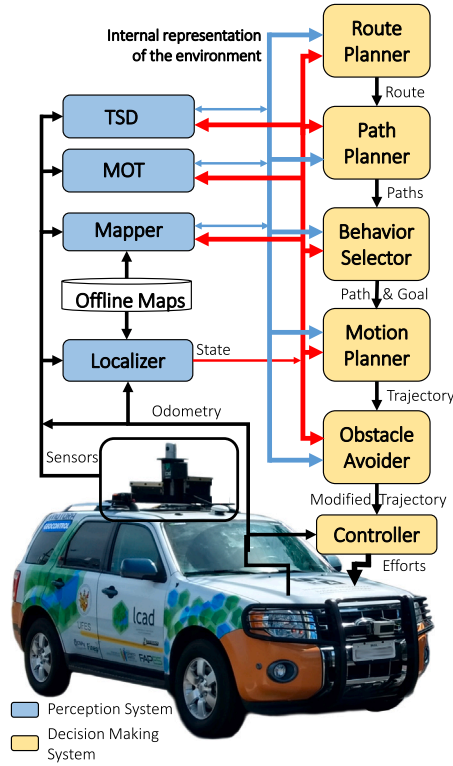 Internal representation
of the environment
Route
Planner
Route
TSD
Path
Planner
MOT
Paths
Mapper
Behavior
Selector
Offline Maps
Path & Goal
Localizer
State
Motion
Planner
Odometry
Trajectory
Sensors
Obstacle
Avoider
Modified Trajectory
Controller
Efforts
lcad
UFES
Perception System
Decision Making
System